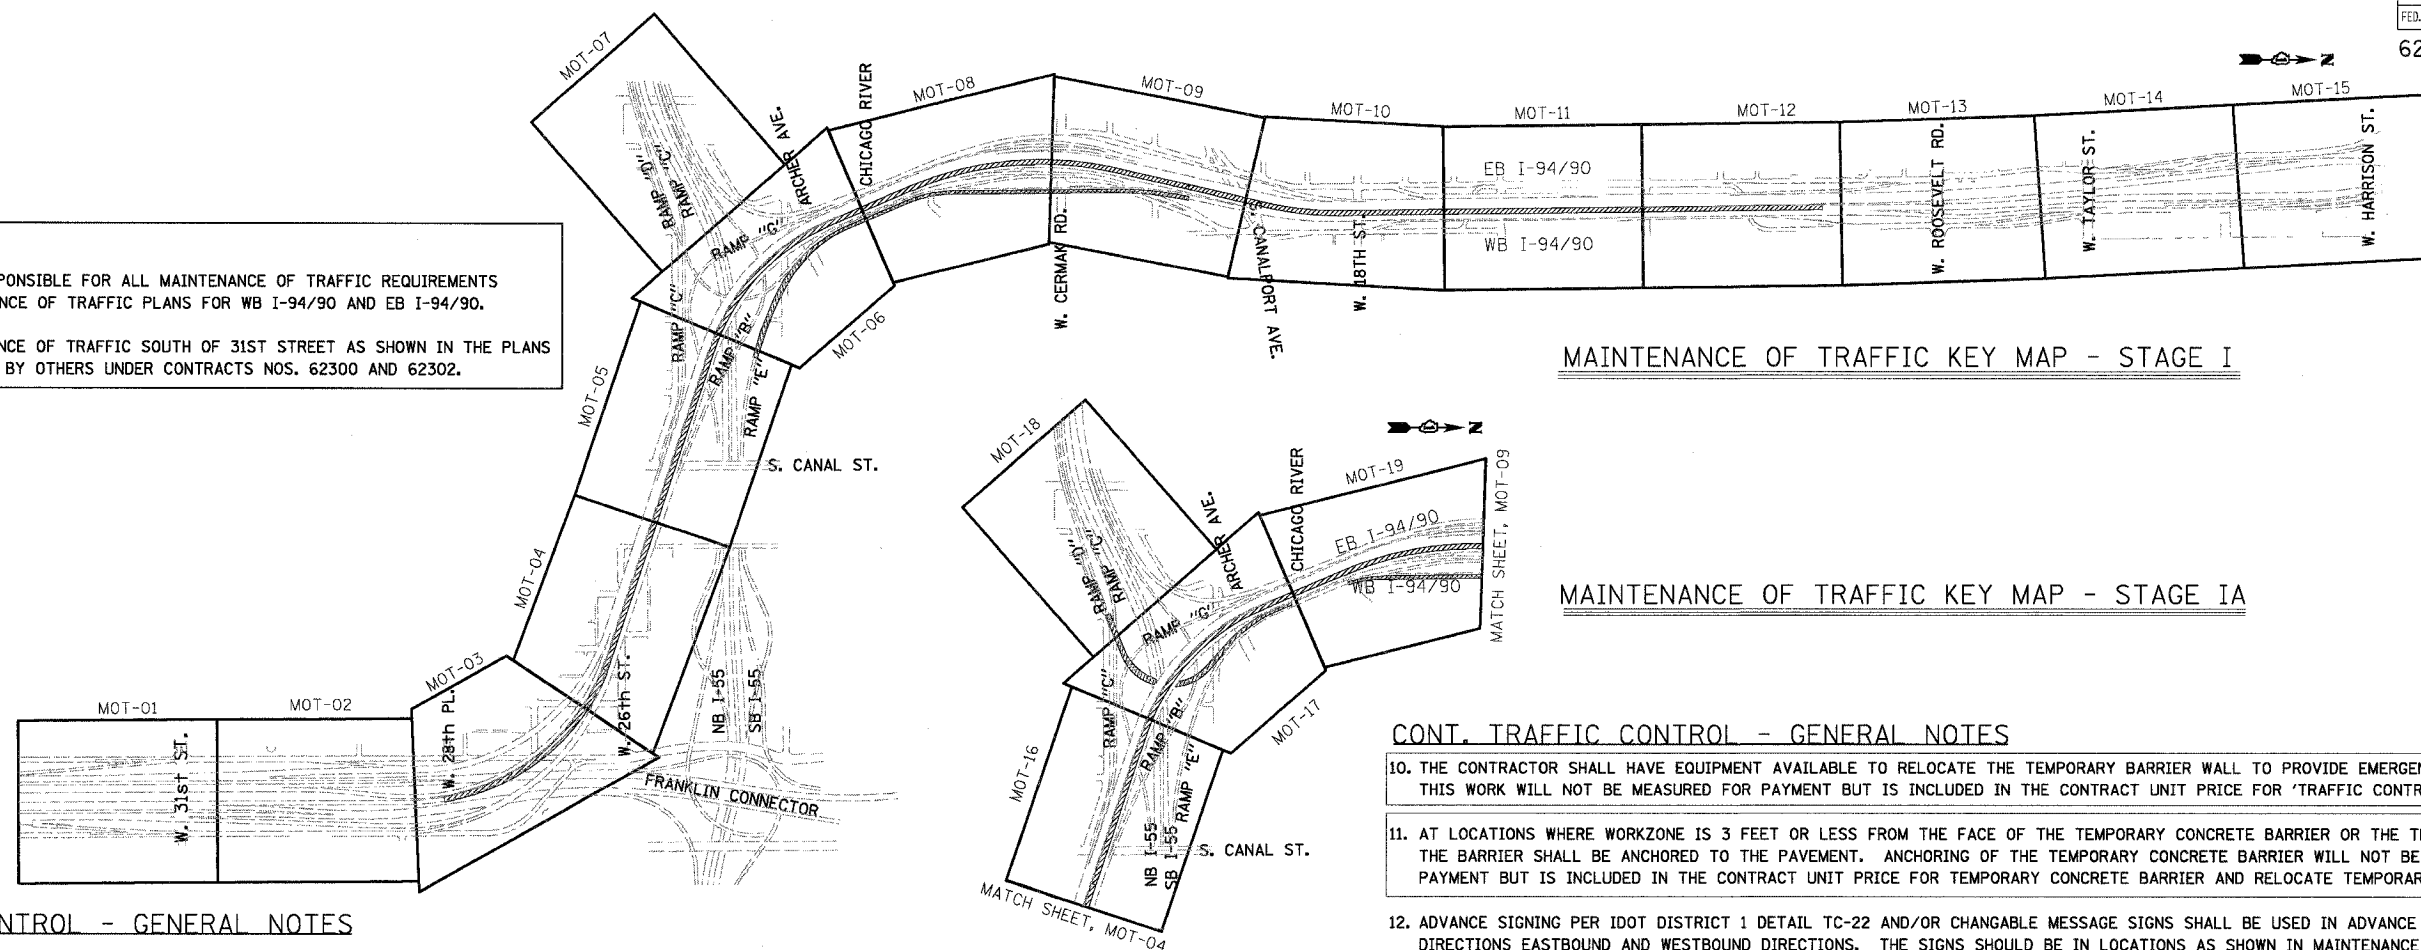 FED.
62
N
MOT-07
MOT-08
MOT-09
MOT-10
MOT-11
MOT-12
MOT-13
MOT-14
MOT-15
ARCHER AVE.
CHICAGO RIVER
RAMP "D"
RAMP "C"
RAMP "G"
EB I-94/90
WB I-94/90
W. CERMAK RD.
S. CANALPORT AVE.
W. 18TH ST.
W. ROOSEVELT RD.
W. TAYLOR ST.
W. HARRISON ST.
PONSIBLE FOR ALL MAINTENANCE OF TRAFFIC REQUIREMENTS
NCE OF TRAFFIC PLANS FOR WB I-94/90 AND EB I-94/90.
NCE OF TRAFFIC SOUTH OF 31ST STREET AS SHOWN IN THE PLANS
BY OTHERS UNDER CONTRACTS NOS. 62300 AND 62302.
MOT-06
RAMP "C"
RAMP "B"
RAMP "E"
MOT-05
S. CANAL ST.
MAINTENANCE OF TRAFFIC KEY MAP - STAGE I
MOT-04
MOT-03
W. 28th PL.
W. 26th ST.
NB I-55
SB I-55
MOT-01
MOT-02
W. 31st ST.
FRANKLIN CONNECTOR
N
MOT-18
ARCHER AVE.
CHICAGO RIVER
MOT-19
MATCH SHEET, MOT-09
EB I-94/90
WB I-94/90
RAMP "D"
RAMP "C"
RAMP "G"
MAINTENANCE OF TRAFFIC KEY MAP - STAGE IA
RAMP "C"
RAMP "B"
RAMP "E"
MOT-17
MOT-16
NB I-55
SB I-55
S. CANAL ST.
MATCH SHEET, MOT-04
NTROL - GENERAL NOTES
CONT. TRAFFIC CONTROL - GENERAL NOTES
10. THE CONTRACTOR SHALL HAVE EQUIPMENT AVAILABLE TO RELOCATE THE TEMPORARY BARRIER WALL TO PROVIDE EMERGEN
THIS WORK WILL NOT BE MEASURED FOR PAYMENT BUT IS INCLUDED IN THE CONTRACT UNIT PRICE FOR 'TRAFFIC CONTR
11. AT LOCATIONS WHERE WORKZONE IS 3 FEET OR LESS FROM THE FACE OF THE TEMPORARY CONCRETE BARRIER OR THE T
THE BARRIER SHALL BE ANCHORED TO THE PAVEMENT. ANCHORING OF THE TEMPORARY CONCRETE BARRIER WILL NOT BE
PAYMENT BUT IS INCLUDED IN THE CONTRACT UNIT PRICE FOR TEMPORARY CONCRETE BARRIER AND RELOCATE TEMPORAR
12. ADVANCE SIGNING PER IDOT DISTRICT 1 DETAIL TC-22 AND/OR CHANGABLE MESSAGE SIGNS SHALL BE USED IN ADVANCE
DIRECTIONS EASTBOUND AND WESTBOUND DIRECTIONS. THE SIGNS SHOULD BE IN LOCATIONS AS SHOWN IN MAINTENANCE